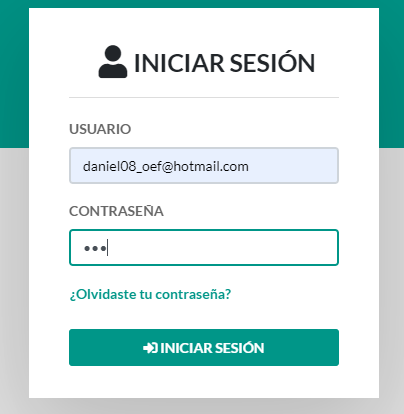 INICIAR SESIÓN
USUARIO
daniel08_oef@hotmail.com
CONTRASEÑA
•••
¿Olvidaste tu contraseña?
INICIAR SESIÓN